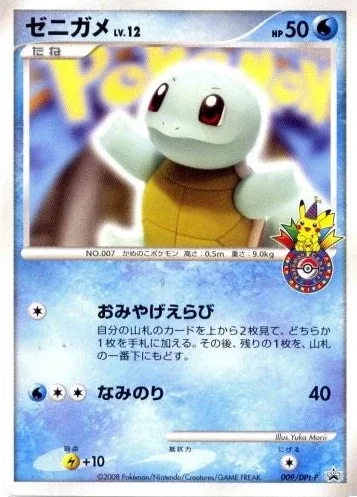 ゼニガメ LV.12 HP 50
たね
Pokémon
NO.007 かめのこポケモン 高さ：0.5m 重さ：9.0kg
おみやげえらび
自分の山札のカードを上から2枚見て、どちらか
1枚を手札に加える。その後、残りの1枚を、山札
の一番下にもどす。
なみのり 40
Illus.Yuka Morii
弱点 抵抗力 にげる
+10
009/DPt-P
©2008 Pokémon/Nintendo/Creatures/GAME FREAK.